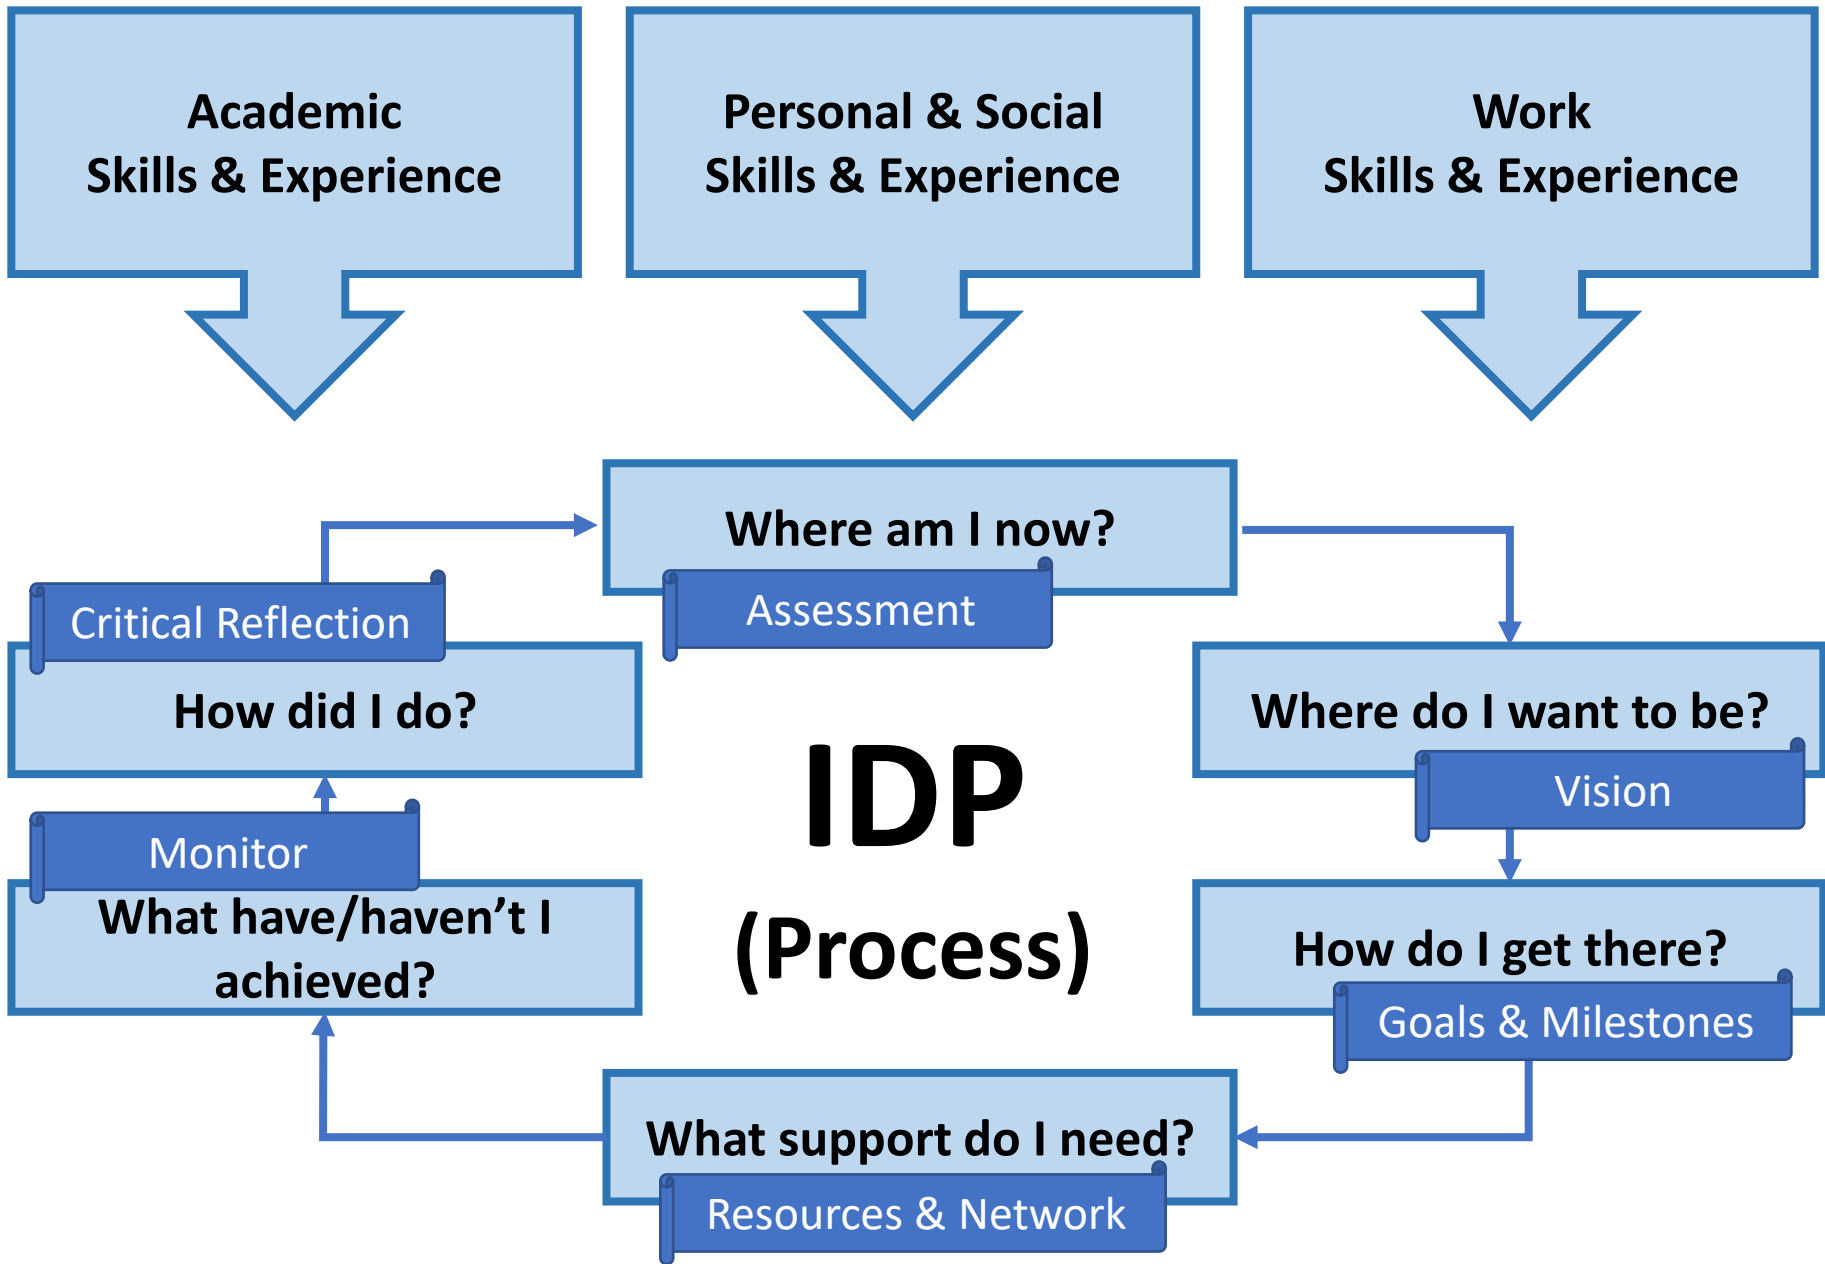 Academic
Skills & Experience
Personal & Social
Skills & Experience
Work
Skills & Experience
Where am I now?
Assessment
Where do I want to be?
Vision
How do I get there?
Goals & Milestones
What support do I need?
Resources & Network
What have/haven’t I
achieved?
Monitor
How did I do?
Critical Reflection
IDP
(Process)